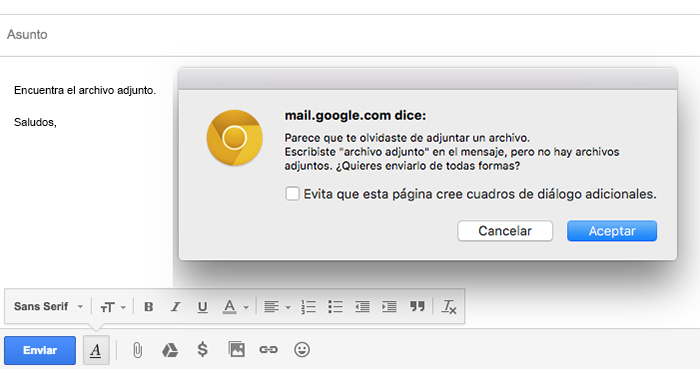 Asunto
Encuentra el archivo adjunto.
Saludos,
mail.google.com dice:
Parece que te olvidaste de adjuntar un archivo.
Escribiste "archivo adjunto" en el mensaje, pero no hay archivos
adjuntos. ¿Quieres enviarlo de todas formas?
Evita que esta página cree cuadros de diálogo adicionales.
Cancelar
Aceptar
Sans Serif
Enviar